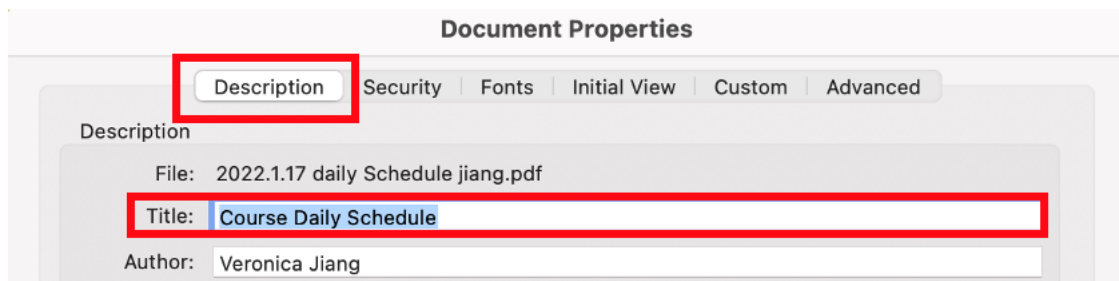 Document Properties
Description Security Fonts Initial View Custom Advanced
Description
File: 2022.1.17 daily Schedule jiang.pdf
Title: Course Daily Schedule
Author: Veronica Jiang